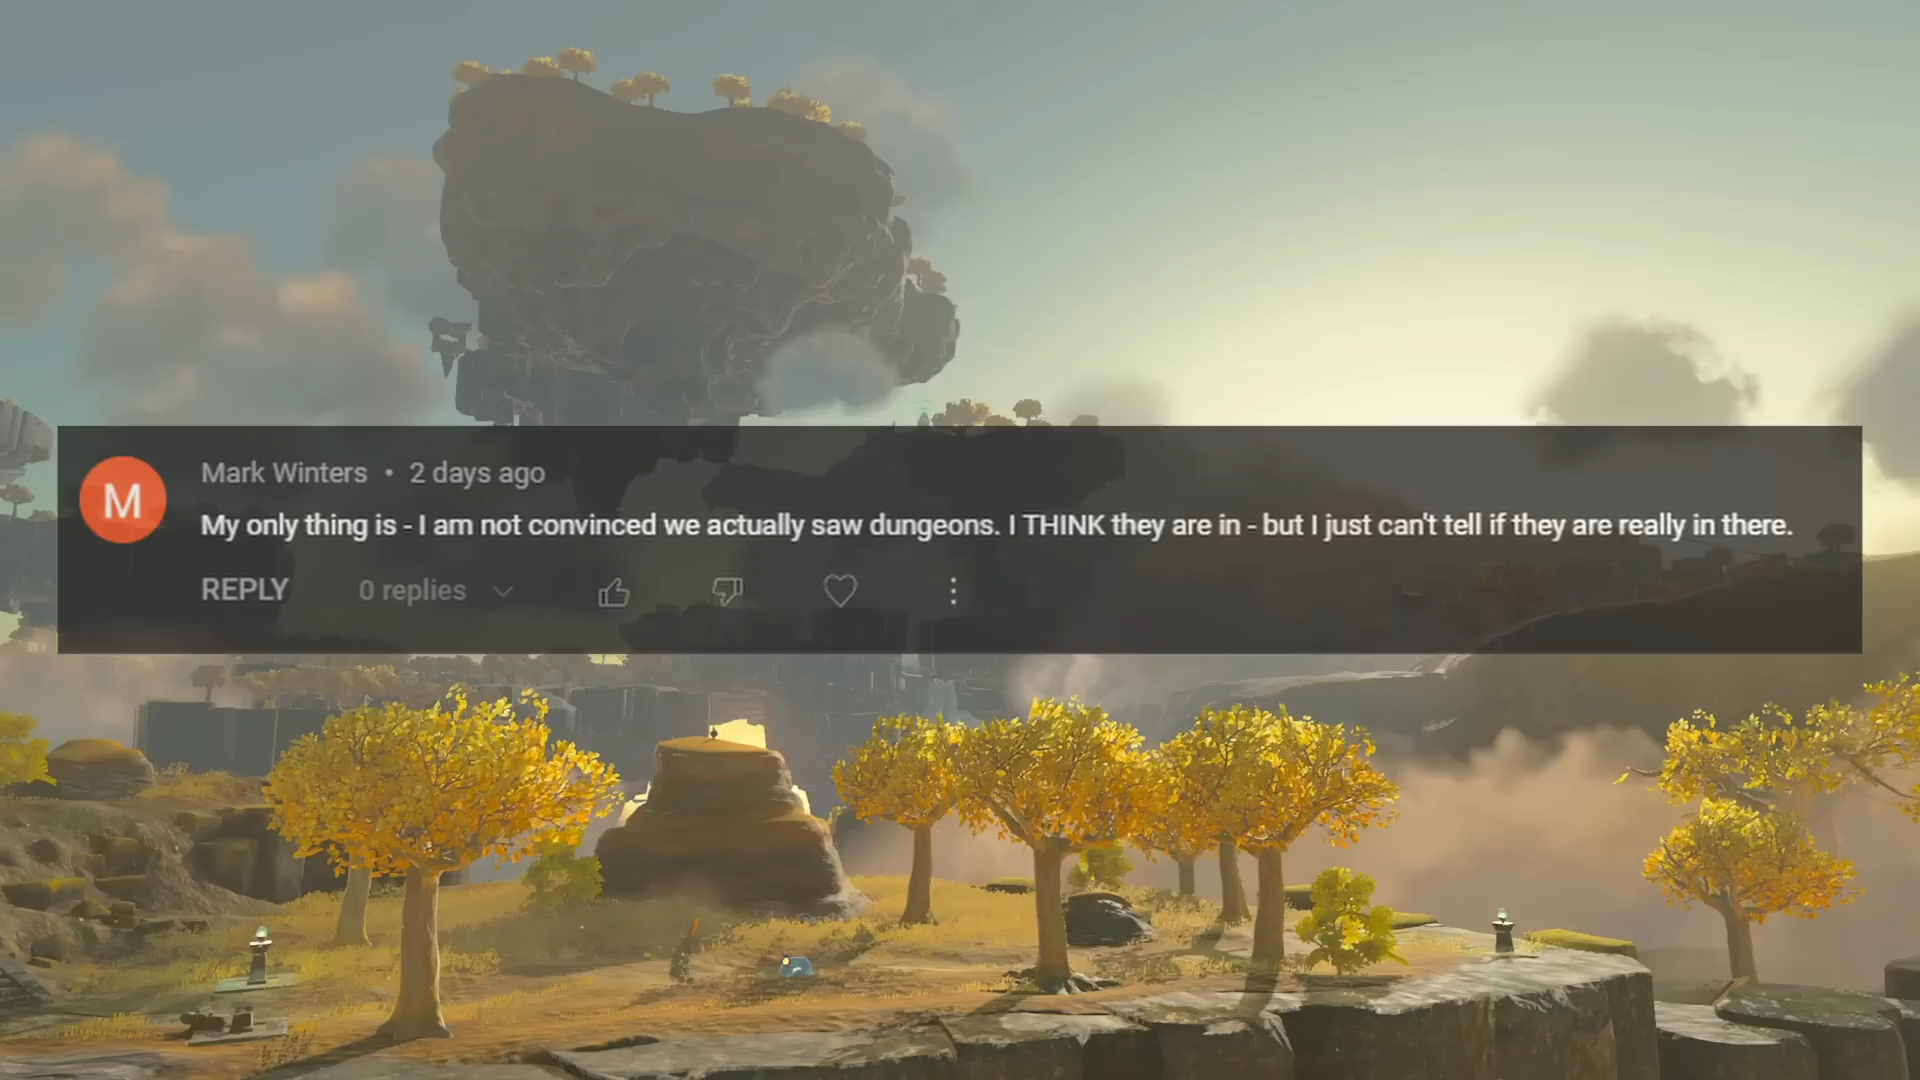 M
Mark Winters • 2 days ago
My only thing is - I am not convinced we actually saw dungeons. I THINK they are in - but I just can't tell if they are really in there.
REPLY 0 replies